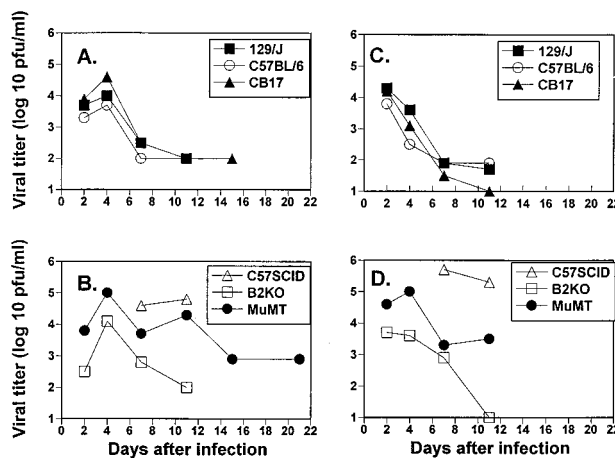 A.
129/J
C57BL/6
CB17
Viral titer (log 10 pfu/ml)
6
5
4
3
2
1
0 2 4 6 8 10 12 14 16 18 20 22
C.
129/J
C57BL/6
CB17
6
5
4
3
2
1
0 2 4 6 8 10 12 14 16 18 20 22
B.
C57SCID
B2KO
MuMT
Viral titer (log 10 pfu/ml)
6
5
4
3
2
1
0 2 4 6 8 10 12 14 16 18 20 22
Days after infection
D.
C57SCID
B2KO
MuMT
6
5
4
3
2
1
0 2 4 6 8 10 12 14 16 18 20 22
Days after infection